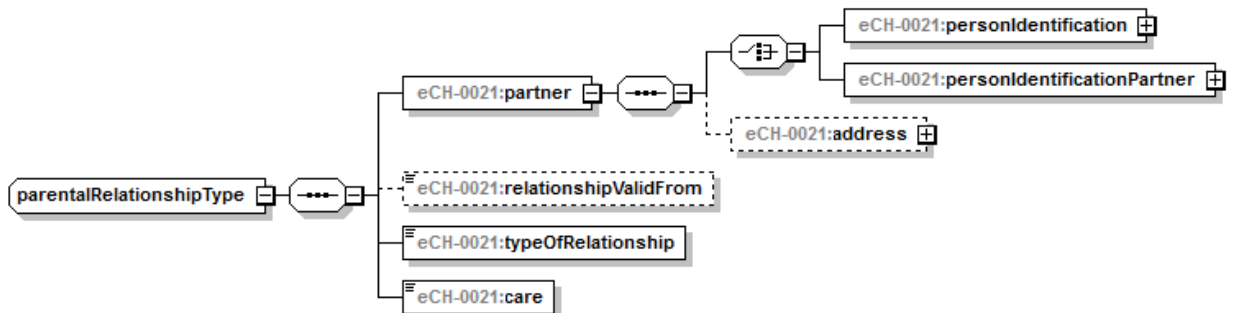 eCH-0021:personIdentification
eCH-0021:partner
eCH-0021:personIdentificationPartner
eCH-0021:address
parentalRelationshipType
eCH-0021:relationshipValidFrom
eCH-0021:typeOfRelationship
eCH-0021:care